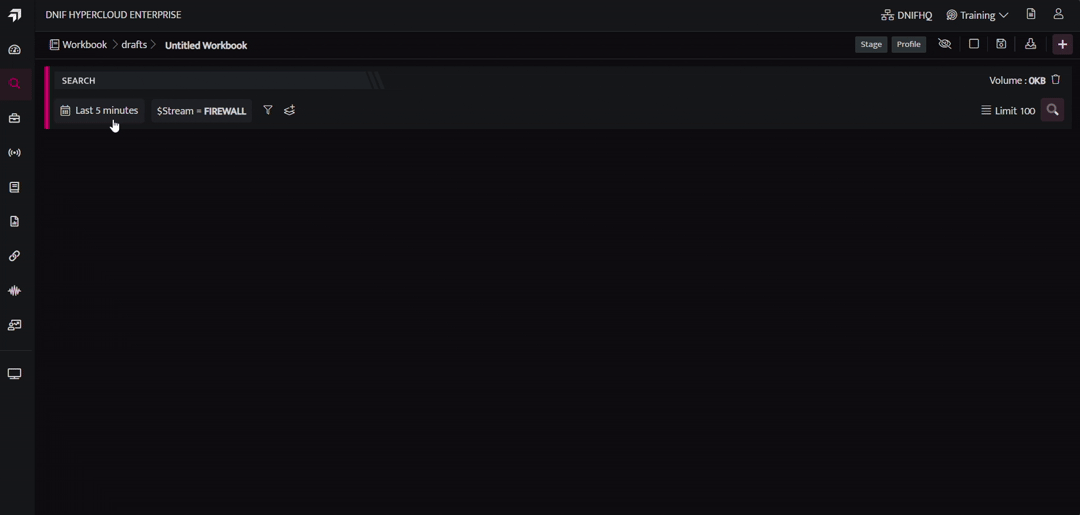 DNIF HYPERCLOUD ENTERPRISE
DNIFHQ Training
Workbook drafts Untitled Workbook
Stage Profile
SEARCH
Volume : 0KB
Last 5 minutes $Stream = FIREWALL
Limit 100